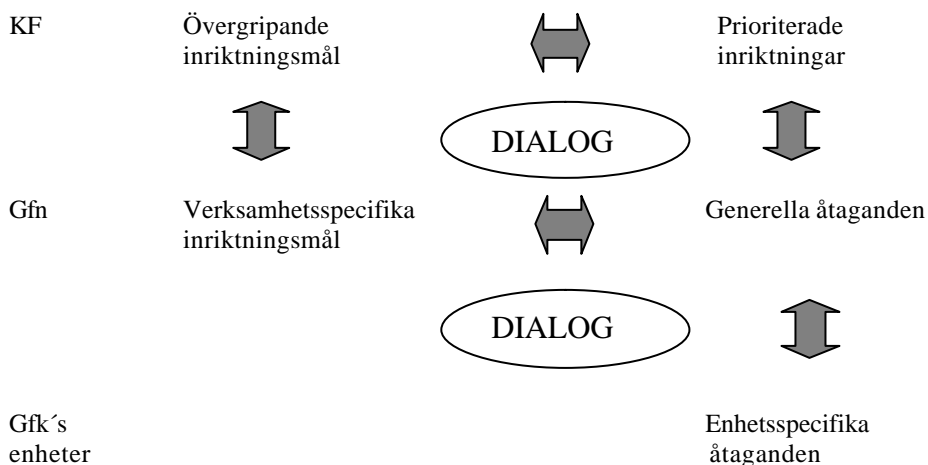 KF Övergripande Prioriterade
inriktningsmål inriktningar
DIALOG
Gfn Verksamhetsspecifika Generella åtaganden
inriktningsmål
DIALOG
Gfk´s Enhetsspecifika
enheter åtaganden